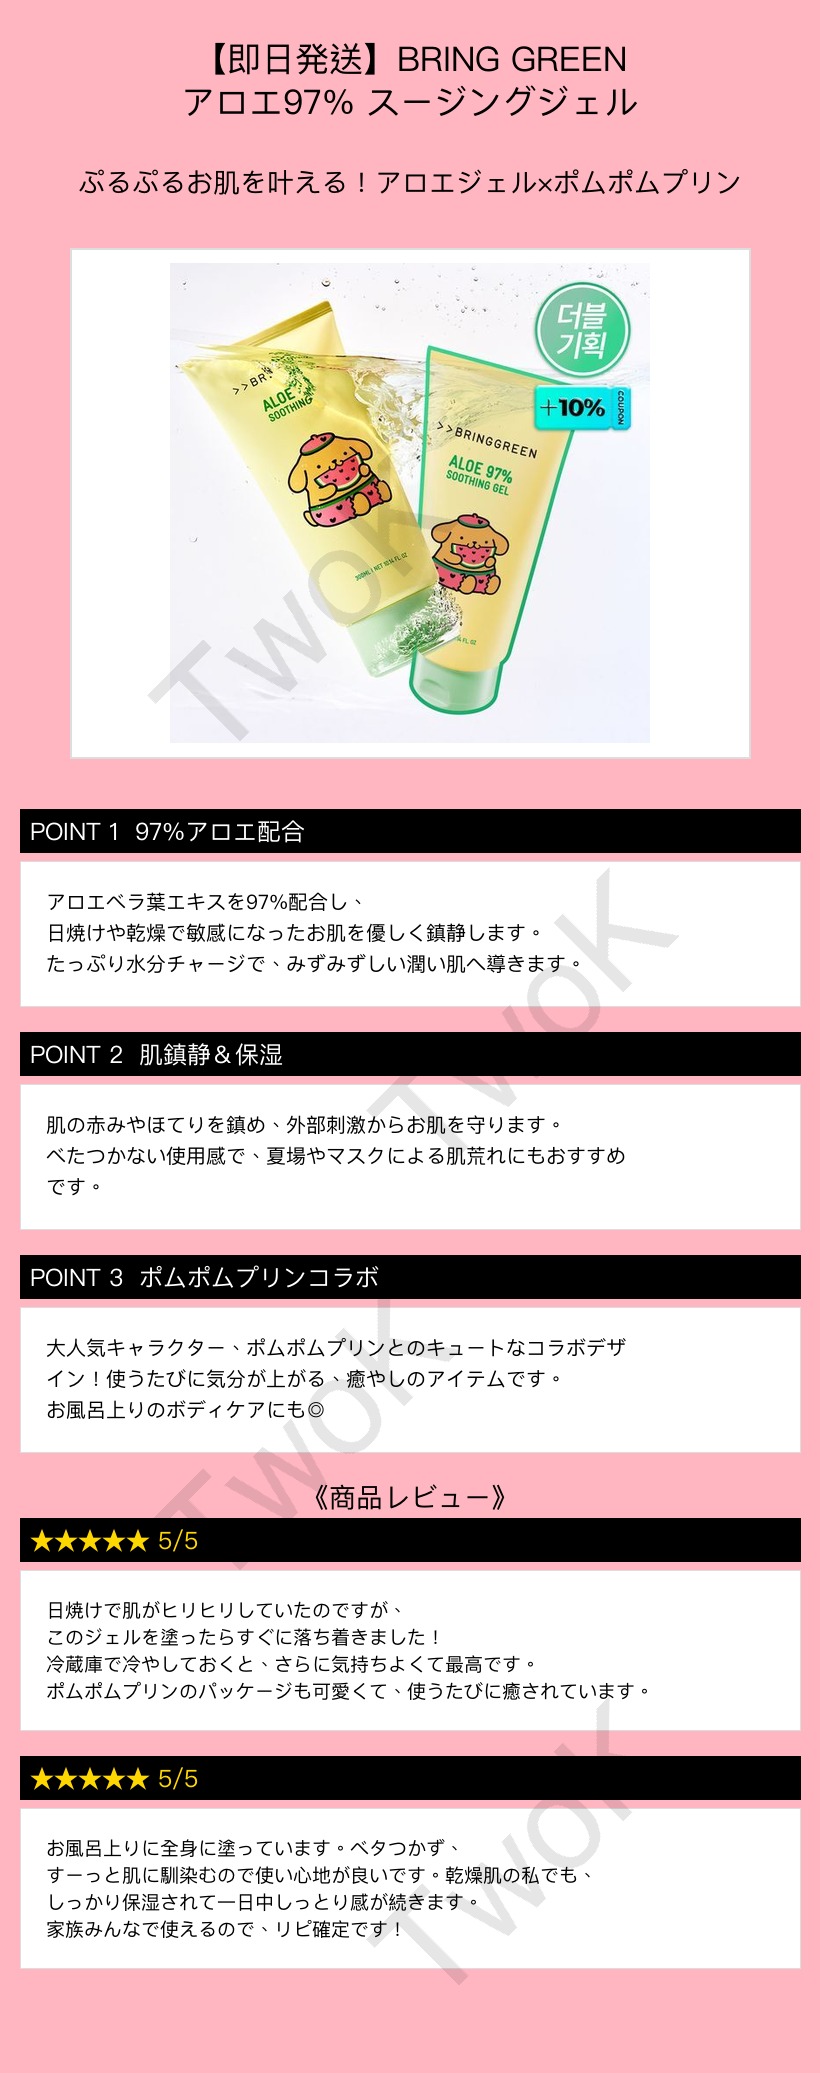 【即日発送】BRING GREEN
アロエ97% スージングジェル
ぷるぷるお肌を叶える！アロエジェル×ポムポムプリン
더블
기획
+10%
COUPON
>>BRI
ALOE
SOOTHING
300ML | NET 10.14 FL. OZ
>>BRINGGREEN
ALOE 97%
SOOTHING GEL
FL. OZ
TwoK
POINT 1 97%アロエ配合
アロエベラ葉エキスを97%配合し、
日焼けや乾燥で敏感になったお肌を優しく鎮静します。
たっぷり水分チャージで、みずみずしい潤い肌へ導きます。
TwoK
POINT 2 肌鎮静＆保湿
肌の赤みやほてりを鎮め、外部刺激からお肌を守ります。
べたつかない使用感で、夏場やマスクによる肌荒れにもおすすめ
です。
POINT 3 ポムポムプリンコラボ
大人気キャラクター、ポムポムプリンとのキュートなコラボデザ
イン！使うたびに気分が上がる、癒やしのアイテムです。
お風呂上りのボディケアにも◎
TwoK
《商品レビュー》
★★★★★ 5/5
日焼けで肌がヒリヒリしていたのですが、
このジェルを塗ったらすぐに落ち着きました！
冷蔵庫で冷やしておくと、さらに気持ちよくて最高です。
ポムポムプリンのパッケージも可愛くて、使うたびに癒されています。
★★★★★ 5/5
お風呂上りに全身に塗っています。ベタつかず、
すーっと肌に馴染むので使い心地が良いです。乾燥肌の私でも、
しっかり保湿されて一日中しっとり感が続きます。
家族みんなで使えるので、リピ確定です！
TwoK